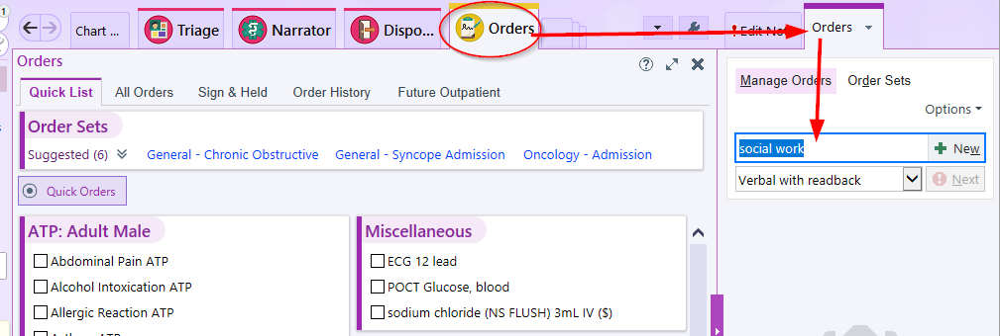 1
Chart ...
Triage
Narrator
Dispo...
Orders
Edit No
Orders
Orders
Quick List
All Orders
Sign & Held
Order History
Future Outpatient
Order Sets
Suggested (6)
General - Chronic Obstructive
General - Syncope Admission
Oncology - Admission
Quick Orders
ATP: Adult Male
Abdominal Pain ATP
Alcohol Intoxication ATP
Allergic Reaction ATP
Miscellaneous
ECG 12 lead
POCT Glucose, blood
sodium chloride (NS FLUSH) 3mL IV ($)
Manage Orders
Order Sets
Options
social work
New
Verbal with readback
Next